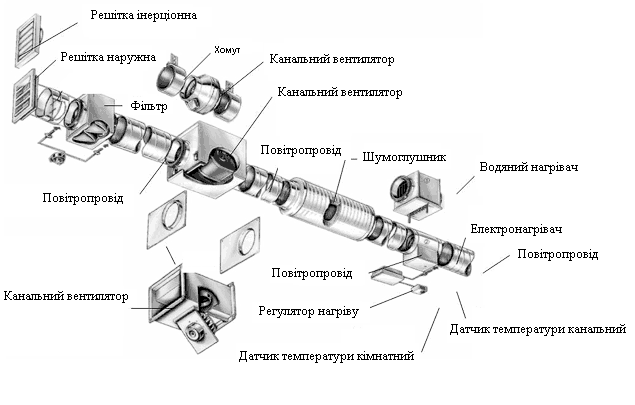 Решітка інерціонна
Решітка наружна
Хомут
Канальний вентилятор
Канальний вентилятор
Фільтр
Повітропровід
Шумоглушник
Водяний нагрівач
Повітропровід
Електронагрівач
Повітропровід
Повітропровід
Канальний вентилятор
Регулятор нагріву
Датчик температури канальний
Датчик температури кімнатний